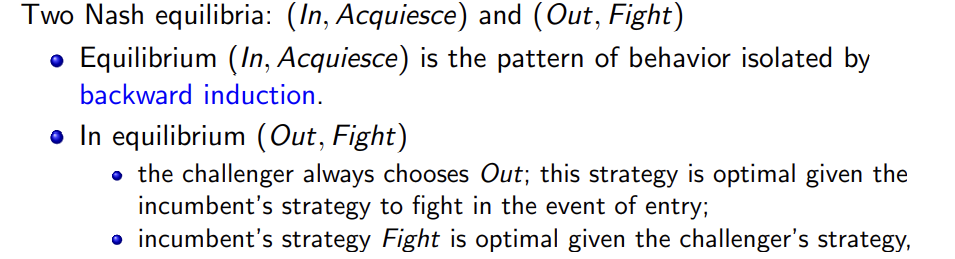 Two Nash equilibria: (In, Acquiesce) and (Out, Fight)
Equilibrium (In, Acquiesce) is the pattern of behavior isolated by
backward induction.
In equilibrium (Out, Fight)
the challenger always chooses Out; this strategy is optimal given the
incumbent's strategy to fight in the event of entry;
incumbent's strategy Fight is optimal given the challenger's strategy,